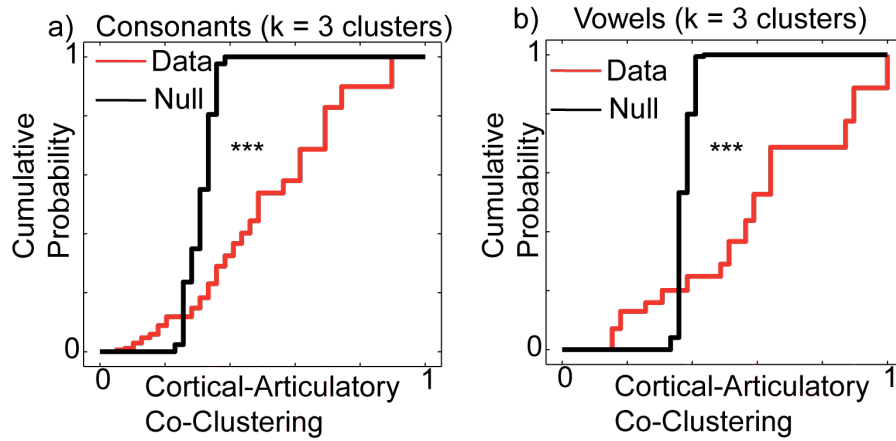 a) Consonants (k = 3 clusters)
1
Data
Null
***
Cumulative
Probability
0
0
1
Cortical-Articulatory
Co-Clustering
b) Vowels (k = 3 clusters)
1
Data
Null
***
Cumulative
Probability
0
0
1
Cortical-Articulatory
Co-Clustering